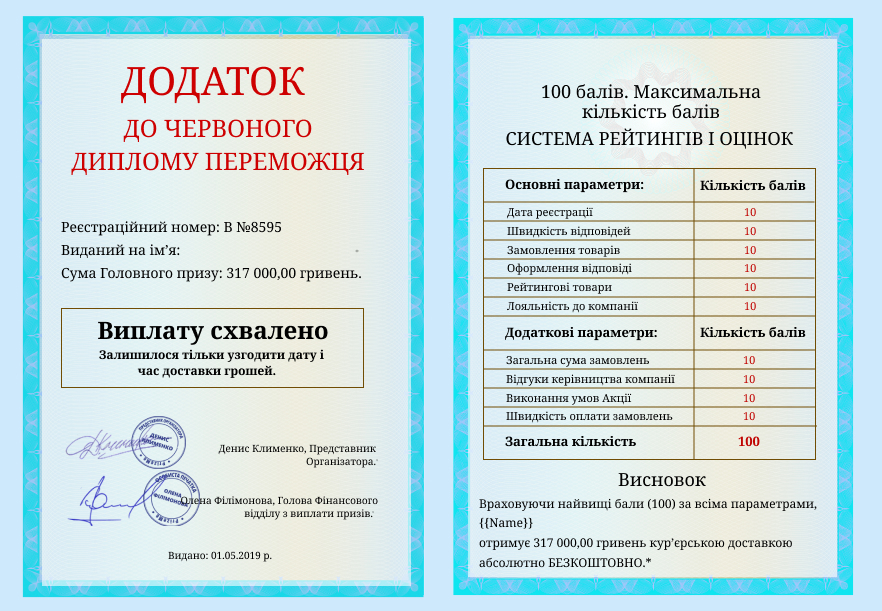 ДОДАТОК
ДО ЧЕРВОНОГО
ДИПЛОМУ ПЕРЕМОЖЦЯ
Реєстраційний номер: В №8595
Виданий на ім’я:
Сума Головного призу: 317 000,00 гривень.
Виплату схвалено
Залишилося тільки узгодити дату і
час доставки грошей.
ДЕНИС
КЛИМЕНКО
Денис Клименко, Представник
Організатора.
ОЛЕНА
ФІЛІМОНОВА
Олена Філімонова, Голова Фінансового
відділу з виплати призів.
Видано: 01.05.2019 р.
100 балів. Максимальна
кількість балів
СИСТЕМА РЕЙТИНГІВ І ОЦІНОК
Основні параметри: Кількість балів
Дата реєстрації 10
Швидкість відповідей 10
Замовлення товарів 10
Оформлення відповіді 10
Рейтингові товари 10
Лояльність до компанії 10
Додаткові параметри: Кількість балів
Загальна сума замовлень 10
Відгуки керівництва компанії 10
Виконання умов Акції 10
Швидкість оплати замовлень 10
Загальна кількість 100
Висновок
Враховуючи найвищі бали (100) за всіма параметрами,
{{Name}}
отримує 317 000,00 гривень кур’єрською доставкою
абсолютно БЕЗКОШТОВНО.*